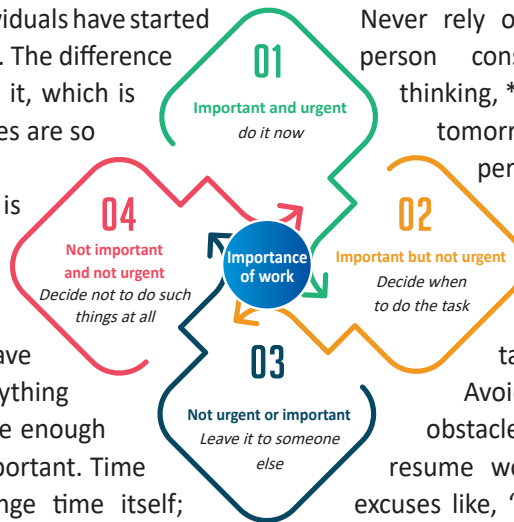 viduals have started
. The difference
it, which is
es are so
is
ave
ything
e enough
portant. Time
nge time itself;
01
Important and urgent
do it now
04
Not important
and not urgent
Decide not to do such
things at all
Importance
of work
02
Important but not urgent
Decide when
to do the task
03
Not urgent or important
Leave it to someone
else
Never rely o
person cons
thinking, *
tomorr
per
ta
Avoi
obstacle
resume wo
excuses like, ‘